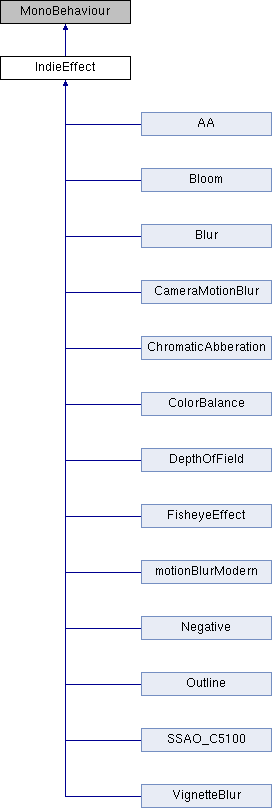 MonoBehaviour
IndieEffect
AA
Bloom
Blur
CameraMotionBlur
ChromaticAbberation
ColorBalance
DepthOfField
FisheyeEffect
motionBlurModern
Negative
Outline
SSAO_C5100
VignetteBlur